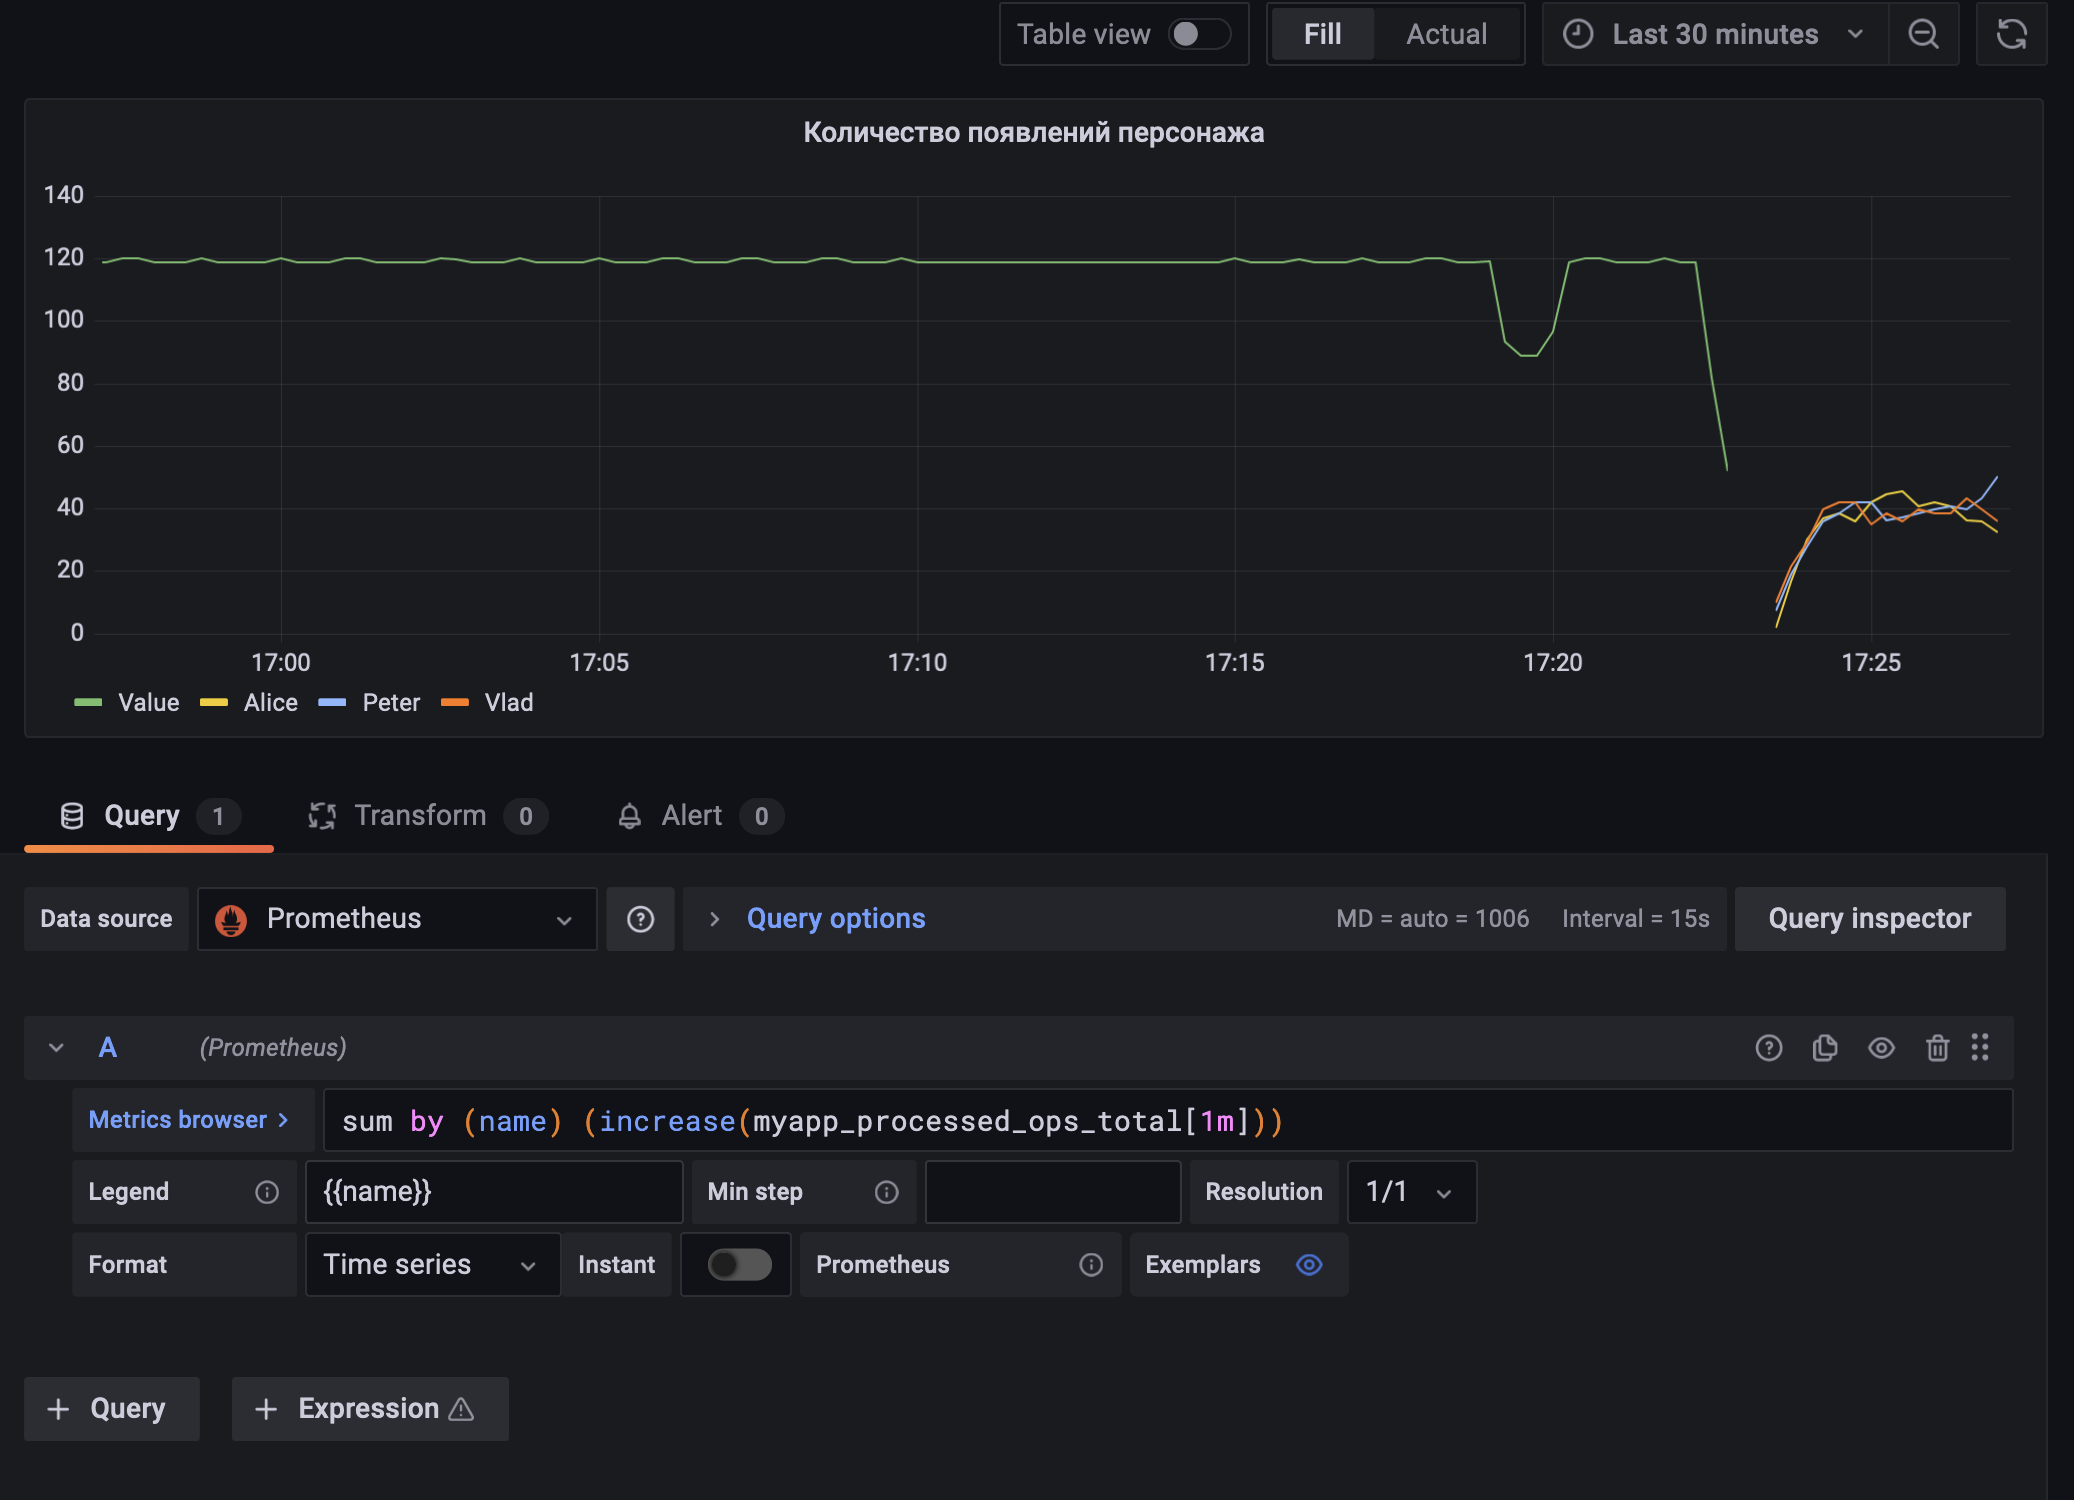 Table view Fill Actual Last 30 minutes
Количество появлений персонажа
140
120
100
80
60
40
20
0
17:00 17:05 17:10 17:15 17:20 17:25
Value Alice Peter Vlad
Query 1 Transform 0 Alert 0
Data source Prometheus Query options MD = auto = 1006 Interval = 15s Query inspector
A (Prometheus)
Metrics browser > sum by (name) (increase(myapp_processed_ops_total[1m]))
Legend {{name}} Min step Resolution 1/1
Format Time series Instant Prometheus Exemplars
+ Query + Expression